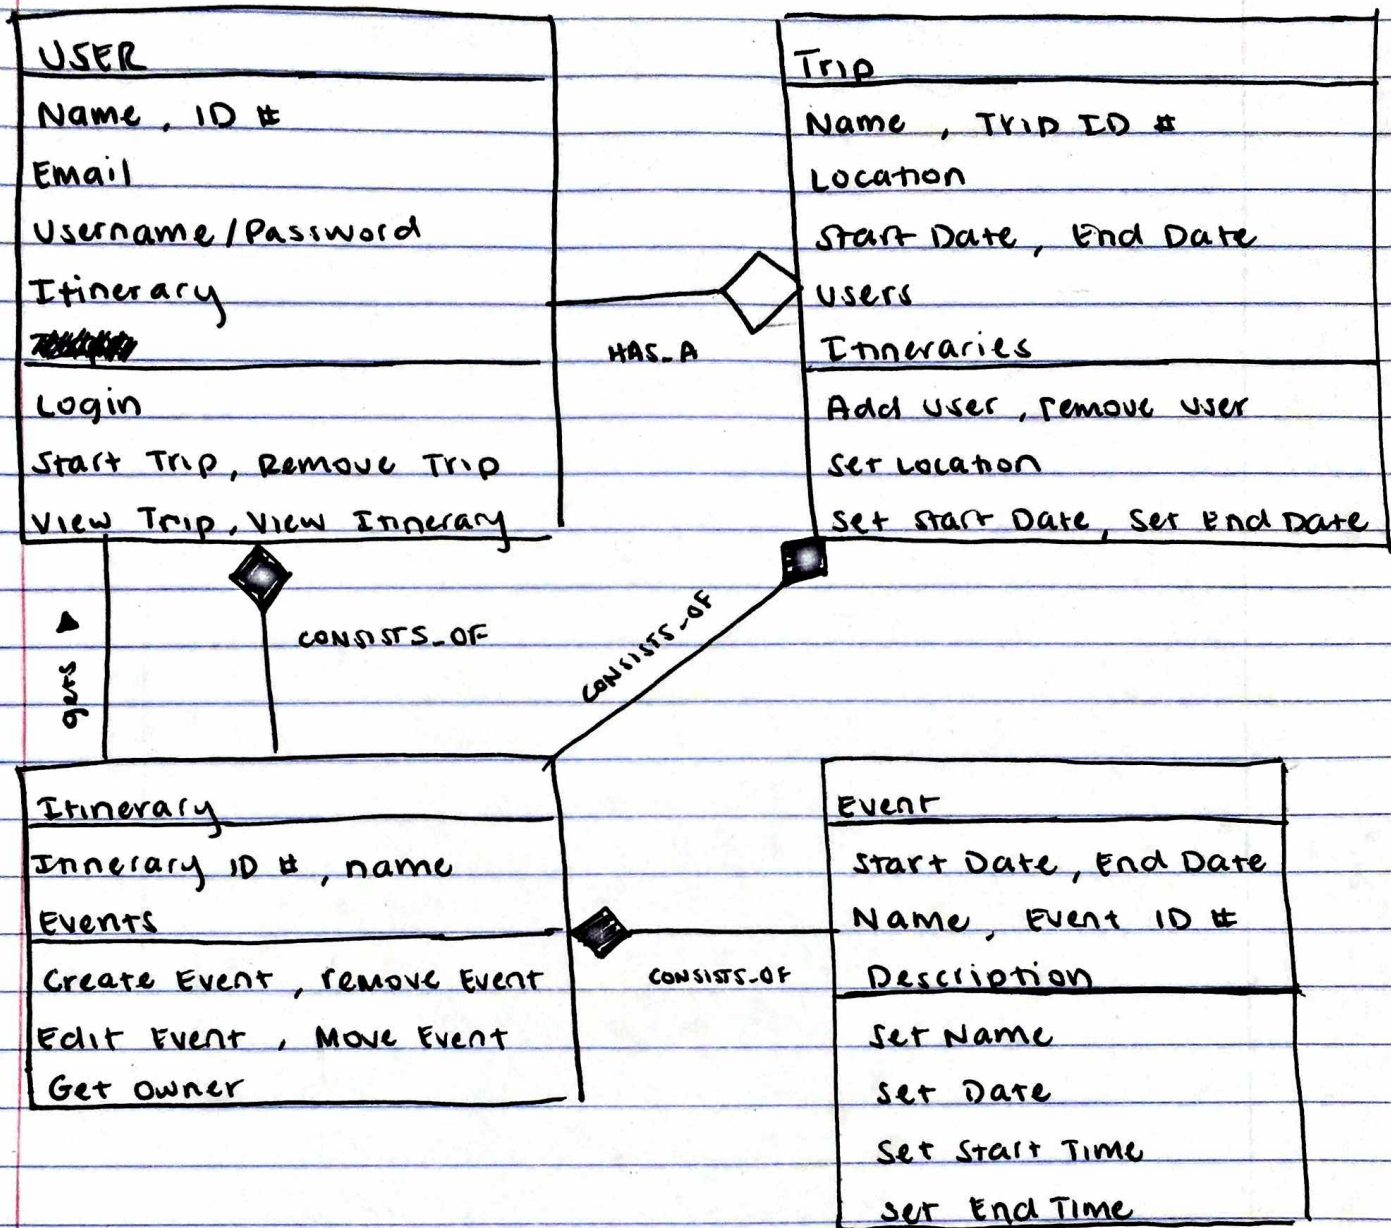 USER
Name, ID #
Email
Username/Password
Itinerary
Login
Start Trip, Remove Trip
View Trip, View Itinerary
HAS_A
Trip
Name, Trip ID #
Location
Start Date, End Date
Users
Itineraries
Add user, remove user
Set Location
Set Start Date, Set End Date
gets ▲
CONSISTS_OF
CONSISTS_OF
Itinerary
Itinerary ID #, name
Events
Create Event, remove Event
Edit Event, Move Event
Get Owner
CONSISTS_OF
Event
Start Date, End Date
Name, Event ID #
Description
Set Name
Set Date
Set Start Time
Set End Time